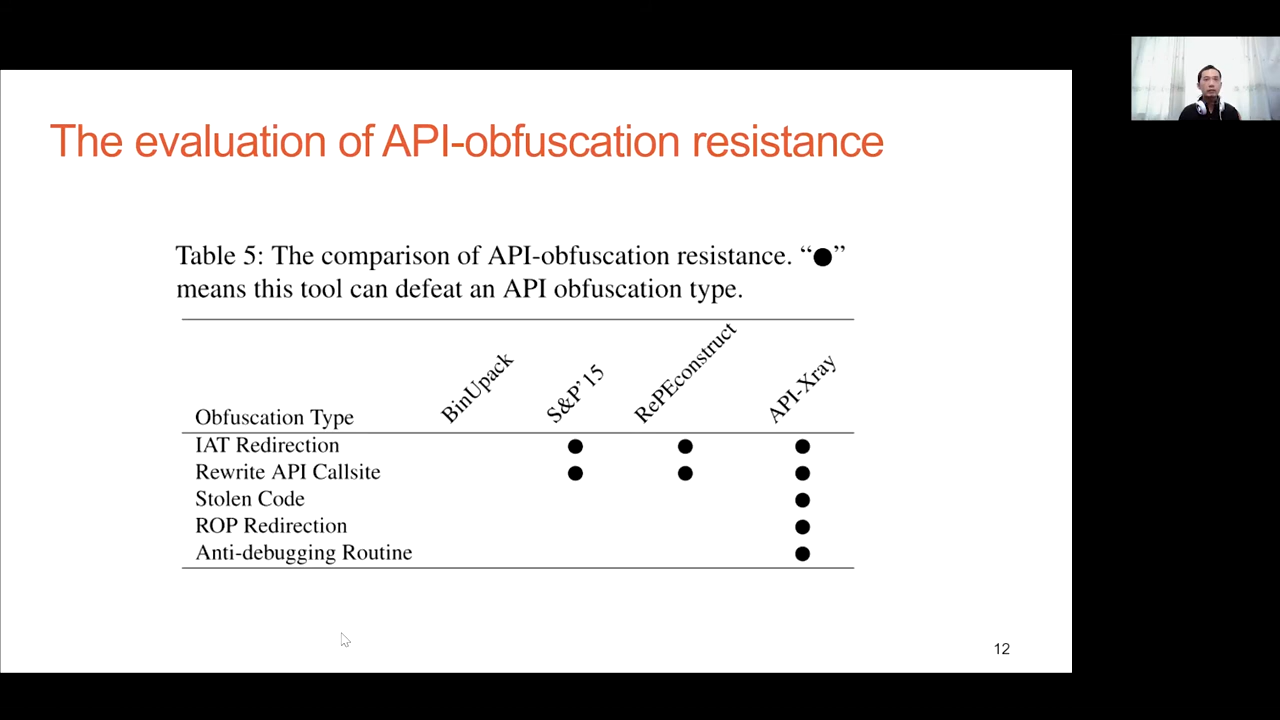 The evaluation of API-obfuscation resistance
Table 5: The comparison of API-obfuscation resistance. “●”
means this tool can defeat an API obfuscation type.
Obfuscation Type BinUpack S&P’15 RePEconstruct API-Xray
IAT Redirection ● ● ●
Rewrite API Callsite ● ● ●
Stolen Code ●
ROP Redirection ●
Anti-debugging Routine ●
12